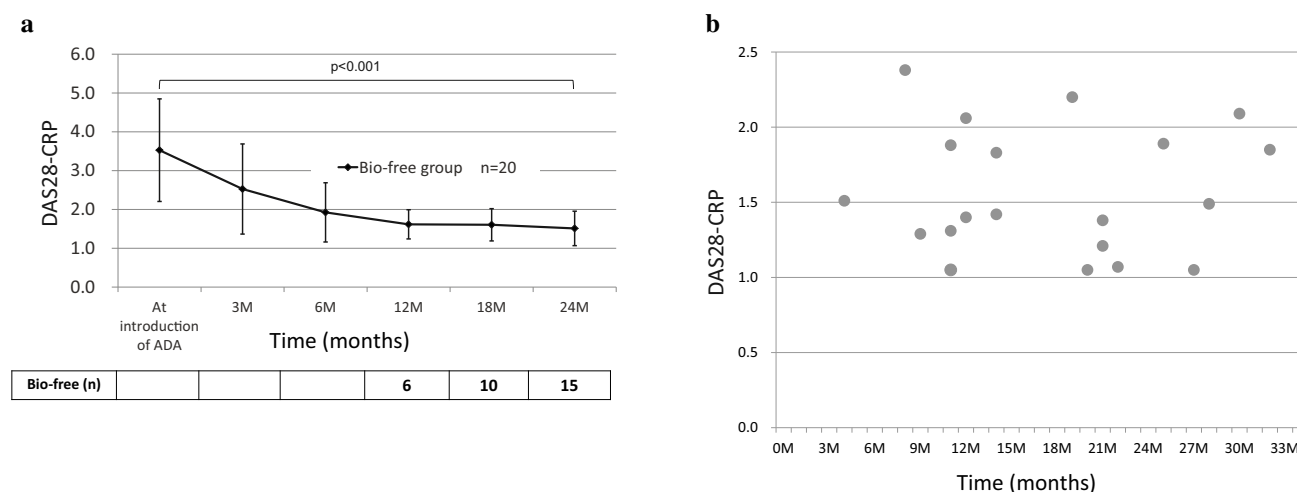 a
6.0
5.0
4.0
3.0
2.0
1.0
0.0
DAS28-CRP
p<0.001
Bio-free group n=20
At introduction of ADA
3M
6M
12M
18M
24M
Time (months)
Bio-free (n) 6 10 15
b
2.5
2.0
1.5
1.0
0.5
0.0
DAS28-CRP
0M 3M 6M 9M 12M 15M 18M 21M 24M 27M 30M 33M
Time (months)